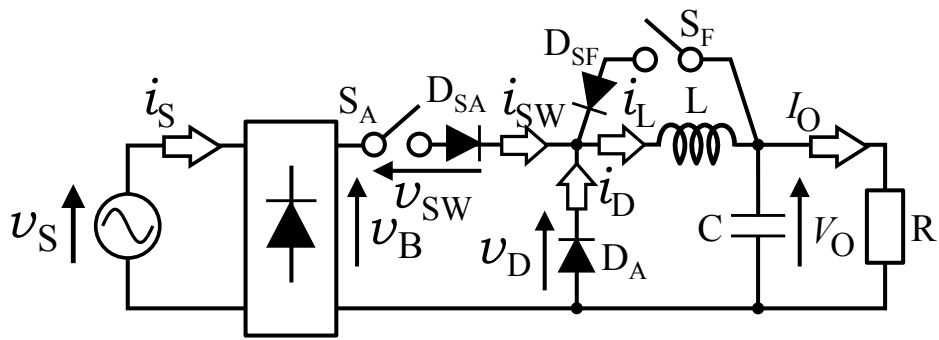 S_F
D_SF
i_S
S_A
D_SA
i_SW
i_L
L
I_O
v_S
v_SW
v_B
i_D
v_D
D_A
C
V_O
R